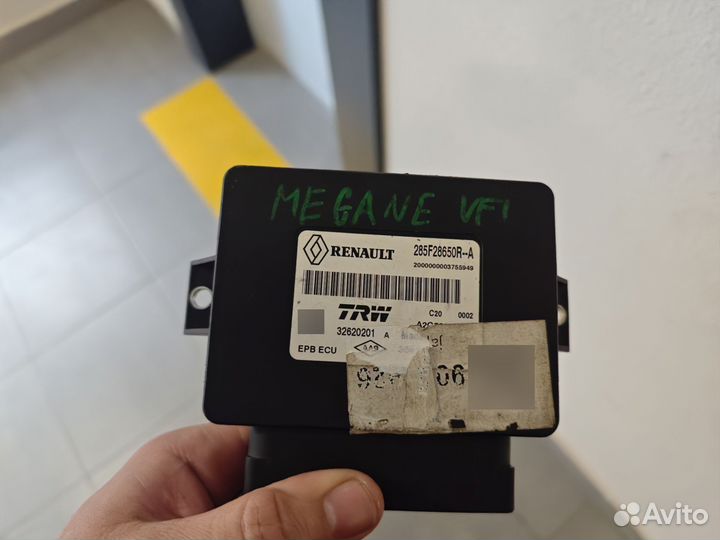 MEGANE VF1
RENAULT 285F28650R--A
2000000003755949
TRW C20 0002
32620201 A
EPB ECU
Avito